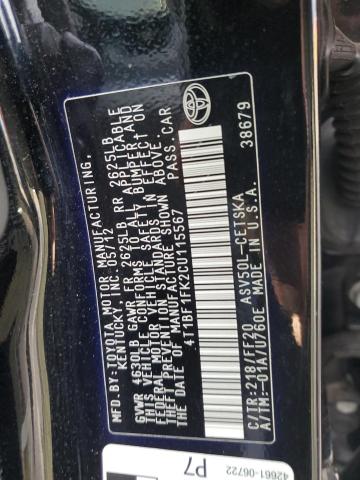 MFD.BY:TOYOTA MOTOR MANUFACTURING,
KENTUCKY, INC. 05/12
GVWR 4630LB GAWR FR 2625LB RR 2625LB
THIS VEHICLE CONFORMS TO ALL APPLICABLE
FEDERAL MOTOR VEHICLE SAFETY, BUMPER, AND
THEFT PREVENTION STANDARDS IN EFFECT ON
THE DATE OF MANUFACTURE SHOWN ABOVE.
4T1BF1FK2CU115567 PASS.CAR
C/TR:218/FF20 ASV50L-CETSKA
A/TM:-01A/U760E MADE IN U.S.A. 38679
TOYOTA
42661-06722
P7